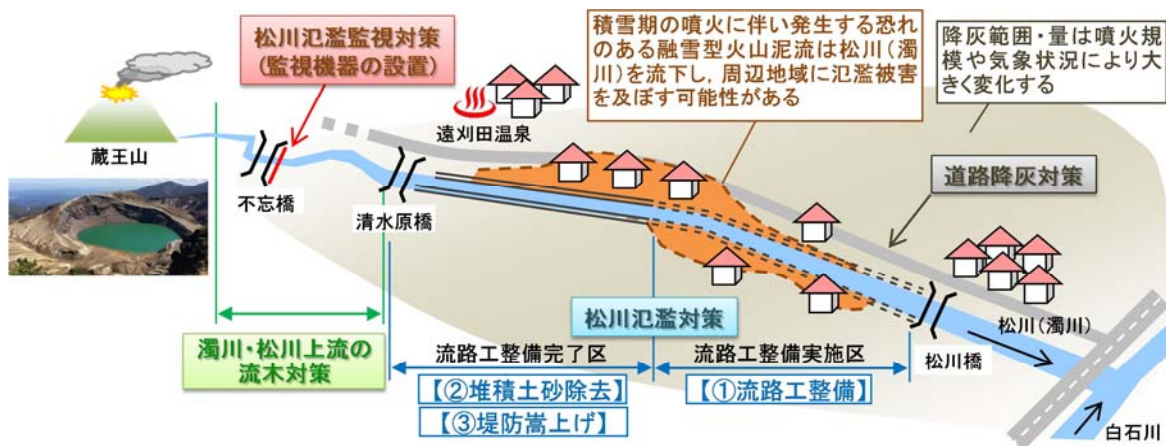 松川氾濫監視対策
(監視機器の設置)
積雪期の噴火に伴い発生する恐れ
のある融雪型火山泥流は松川(濁
川)を流下し,周辺地域に氾濫被害
を及ぼす可能性がある
降灰範囲・量は噴火規
模や気象状況により大
きく変化する
遠刈田温泉
蔵王山
道路降灰対策
不忘橋
清水原橋
松川氾濫対策
松川(濁川)
濁川・松川上流の
流木対策
流路工整備完了区
流路工整備実施区
松川橋
【②堆積土砂除去】
【①流路工整備】
【③堤防嵩上げ】
白石川